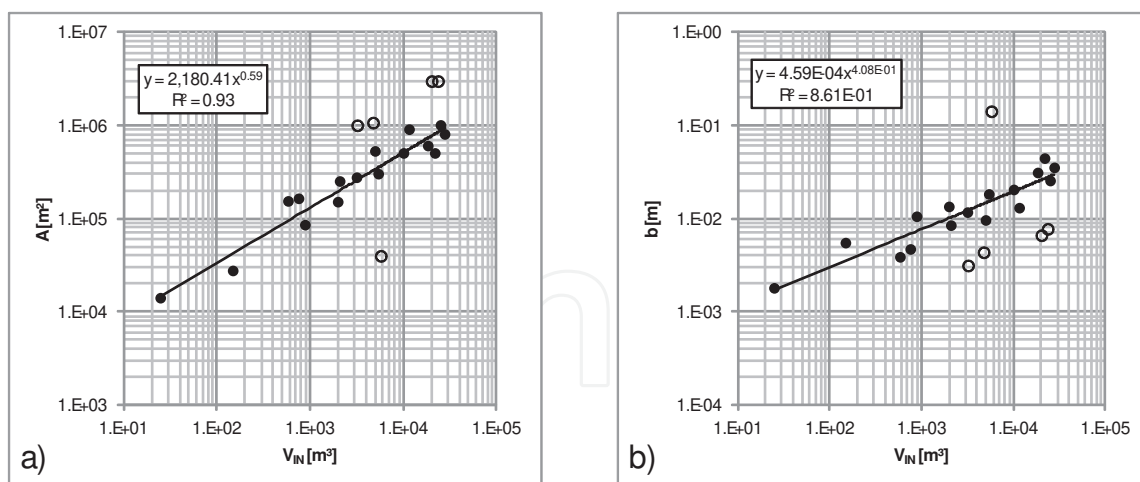 1.E+07
1.E+06
1.E+05
1.E+04
1.E+03
A [m²]
y = 2,180.41x^0.59
R² = 0.93
1.E+01 1.E+02 1.E+03 1.E+04 1.E+05
V_IN [m³]
a)
1.E+00
1.E-01
1.E-02
1.E-03
1.E-04
b [m]
y = 4.59E-04x^4.08E-01
R² = 8.61E-01
1.E+01 1.E+02 1.E+03 1.E+04 1.E+05
V_IN [m³]
b)